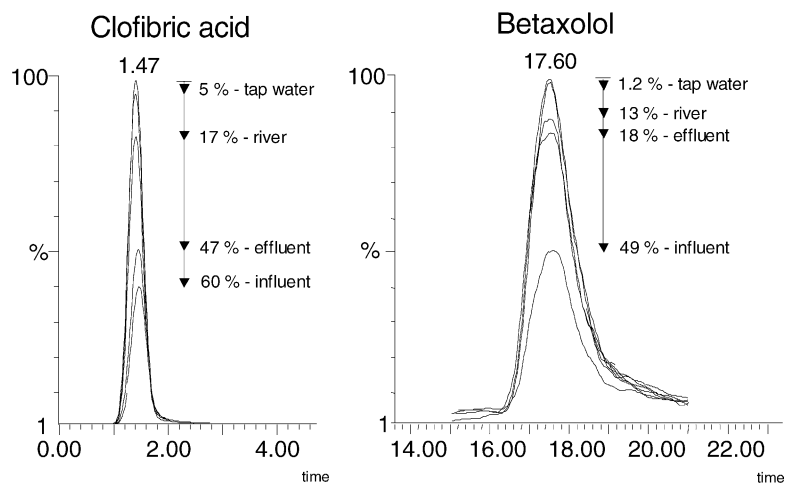 Clofibric acid
1.47
100
5 % - tap water
17 % - river
%
47 % - effluent
60 % - influent
1
0.00 2.00 4.00
time
Betaxolol
17.60
100
1.2 % - tap water
13 % - river
18 % - effluent
%
49 % - influent
1
14.00 16.00 18.00 20.00 22.00
time